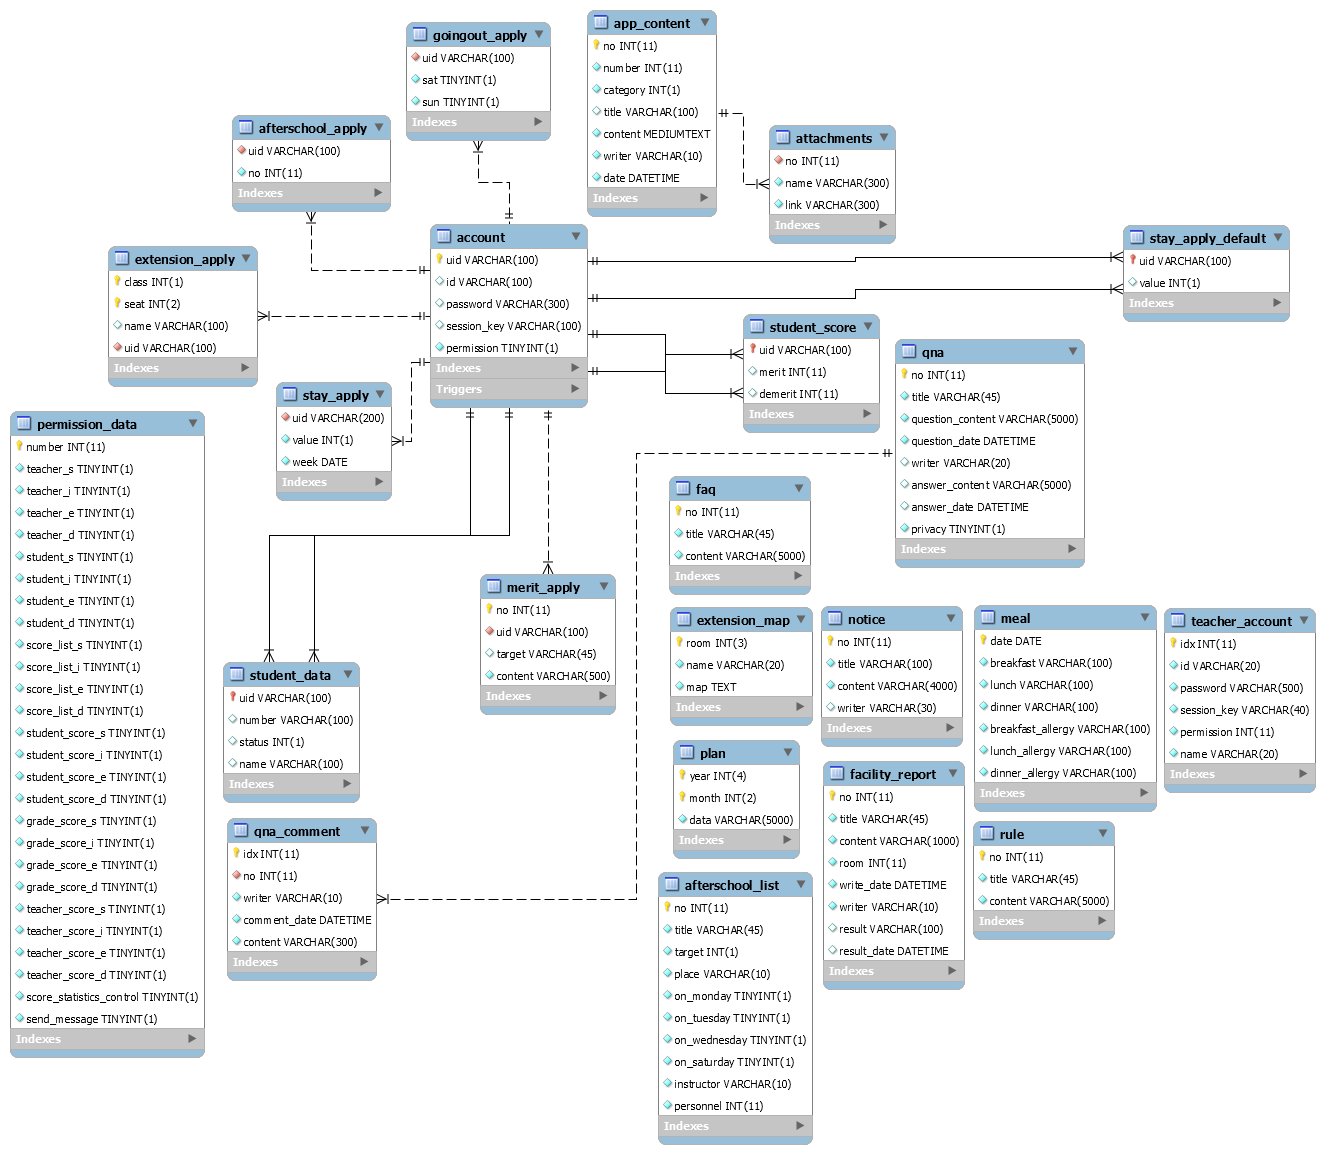 goingout_apply
uid VARCHAR(100)
sat TINYINT(1)
sun TINYINT(1)
Indexes
app_content
no INT(11)
number INT(11)
category INT(1)
title VARCHAR(100)
content MEDIUMTEXT
writer VARCHAR(10)
date DATETIME
Indexes
afterschool_apply
uid VARCHAR(100)
no INT(11)
Indexes
attachments
no INT(11)
name VARCHAR(300)
link VARCHAR(300)
Indexes
account
uid VARCHAR(100)
id VARCHAR(100)
password VARCHAR(300)
session_key VARCHAR(100)
permission TINYINT(1)
Indexes
Triggers
stay_apply_default
uid VARCHAR(100)
value INT(1)
Indexes
extension_apply
class INT(1)
seat INT(2)
name VARCHAR(100)
uid VARCHAR(100)
Indexes
student_score
uid VARCHAR(100)
merit INT(11)
demerit INT(11)
Indexes
qna
no INT(11)
title VARCHAR(45)
question_content VARCHAR(5000)
question_date DATETIME
writer VARCHAR(20)
answer_content VARCHAR(5000)
answer_date DATETIME
privacy TINYINT(1)
Indexes
stay_apply
uid VARCHAR(200)
value INT(1)
week DATE
Indexes
permission_data
number INT(11)
teacher_s TINYINT(1)
teacher_i TINYINT(1)
teacher_e TINYINT(1)
teacher_d TINYINT(1)
student_s TINYINT(1)
student_i TINYINT(1)
student_e TINYINT(1)
student_d TINYINT(1)
score_list_s TINYINT(1)
score_list_i TINYINT(1)
score_list_e TINYINT(1)
score_list_d TINYINT(1)
student_score_s TINYINT(1)
student_score_i TINYINT(1)
student_score_e TINYINT(1)
student_score_d TINYINT(1)
grade_score_s TINYINT(1)
grade_score_i TINYINT(1)
grade_score_e TINYINT(1)
grade_score_d TINYINT(1)
teacher_score_s TINYINT(1)
teacher_score_i TINYINT(1)
teacher_score_e TINYINT(1)
teacher_score_d TINYINT(1)
score_statistics_control TINYINT(1)
send_message TINYINT(1)
Indexes
faq
no INT(11)
title VARCHAR(45)
content VARCHAR(5000)
Indexes
merit_apply
no INT(11)
uid VARCHAR(100)
target VARCHAR(45)
content VARCHAR(500)
Indexes
extension_map
room INT(3)
name VARCHAR(20)
map TEXT
Indexes
notice
no INT(11)
title VARCHAR(100)
content VARCHAR(4000)
writer VARCHAR(30)
Indexes
meal
date DATE
breakfast VARCHAR(100)
lunch VARCHAR(100)
dinner VARCHAR(100)
breakfast_allergy VARCHAR(100)
lunch_allergy VARCHAR(100)
dinner_allergy VARCHAR(100)
Indexes
teacher_account
idx INT(11)
id VARCHAR(20)
password VARCHAR(500)
session_key VARCHAR(40)
permission INT(11)
name VARCHAR(20)
Indexes
student_data
uid VARCHAR(100)
number VARCHAR(100)
status INT(1)
name VARCHAR(100)
Indexes
plan
year INT(4)
month INT(2)
data VARCHAR(5000)
Indexes
facility_report
no INT(11)
title VARCHAR(45)
content VARCHAR(1000)
room INT(11)
write_date DATETIME
writer VARCHAR(10)
result VARCHAR(100)
result_date DATETIME
Indexes
qna_comment
idx INT(11)
no INT(11)
writer VARCHAR(10)
comment_date DATETIME
content VARCHAR(300)
Indexes
rule
no INT(11)
title VARCHAR(45)
content VARCHAR(5000)
Indexes
afterschool_list
no INT(11)
title VARCHAR(45)
target INT(1)
place VARCHAR(10)
on_monday TINYINT(1)
on_tuesday TINYINT(1)
on_wednesday TINYINT(1)
on_saturday TINYINT(1)
instructor VARCHAR(10)
personnel INT(11)
Indexes